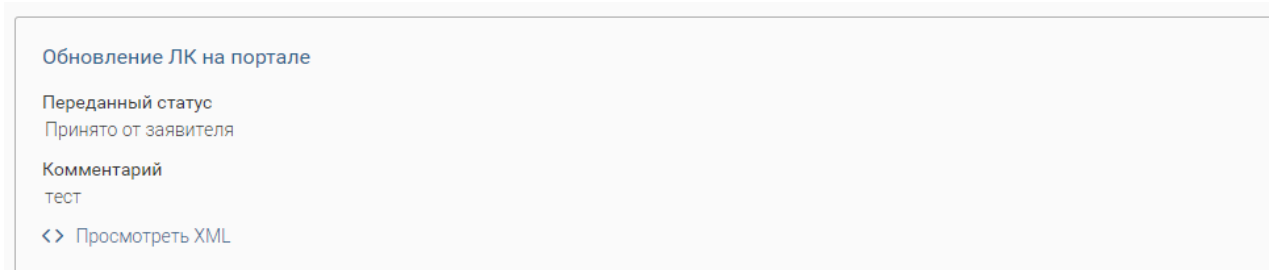 Обновление ЛК на портале
Переданный статус
Принято от заявителя
Комментарий
тест
<> Просмотреть XML